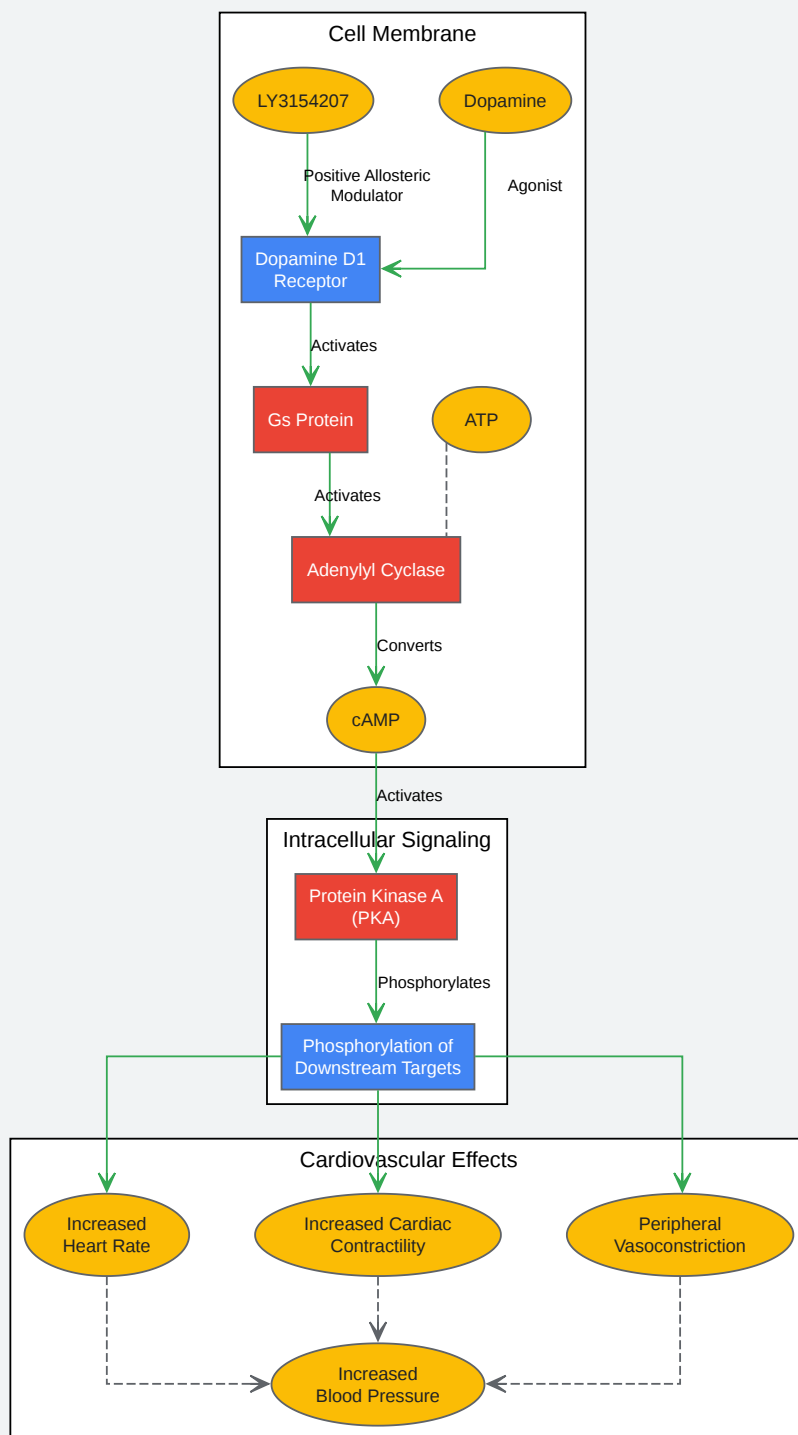 Cell Membrane
LY3154207
Dopamine
Positive Allosteric
Modulator
Agonist
Dopamine D1
Receptor
Activates
Gs Protein
ATP
Activates
Adenylyl Cyclase
Converts
cAMP
Activates
Intracellular Signaling
Protein Kinase A
(PKA)
Phosphorylates
Phosphorylation of
Downstream Targets
Cardiovascular Effects
Increased
Heart Rate
Increased Cardiac
Contractility
Peripheral
Vasoconstriction
Increased
Blood Pressure